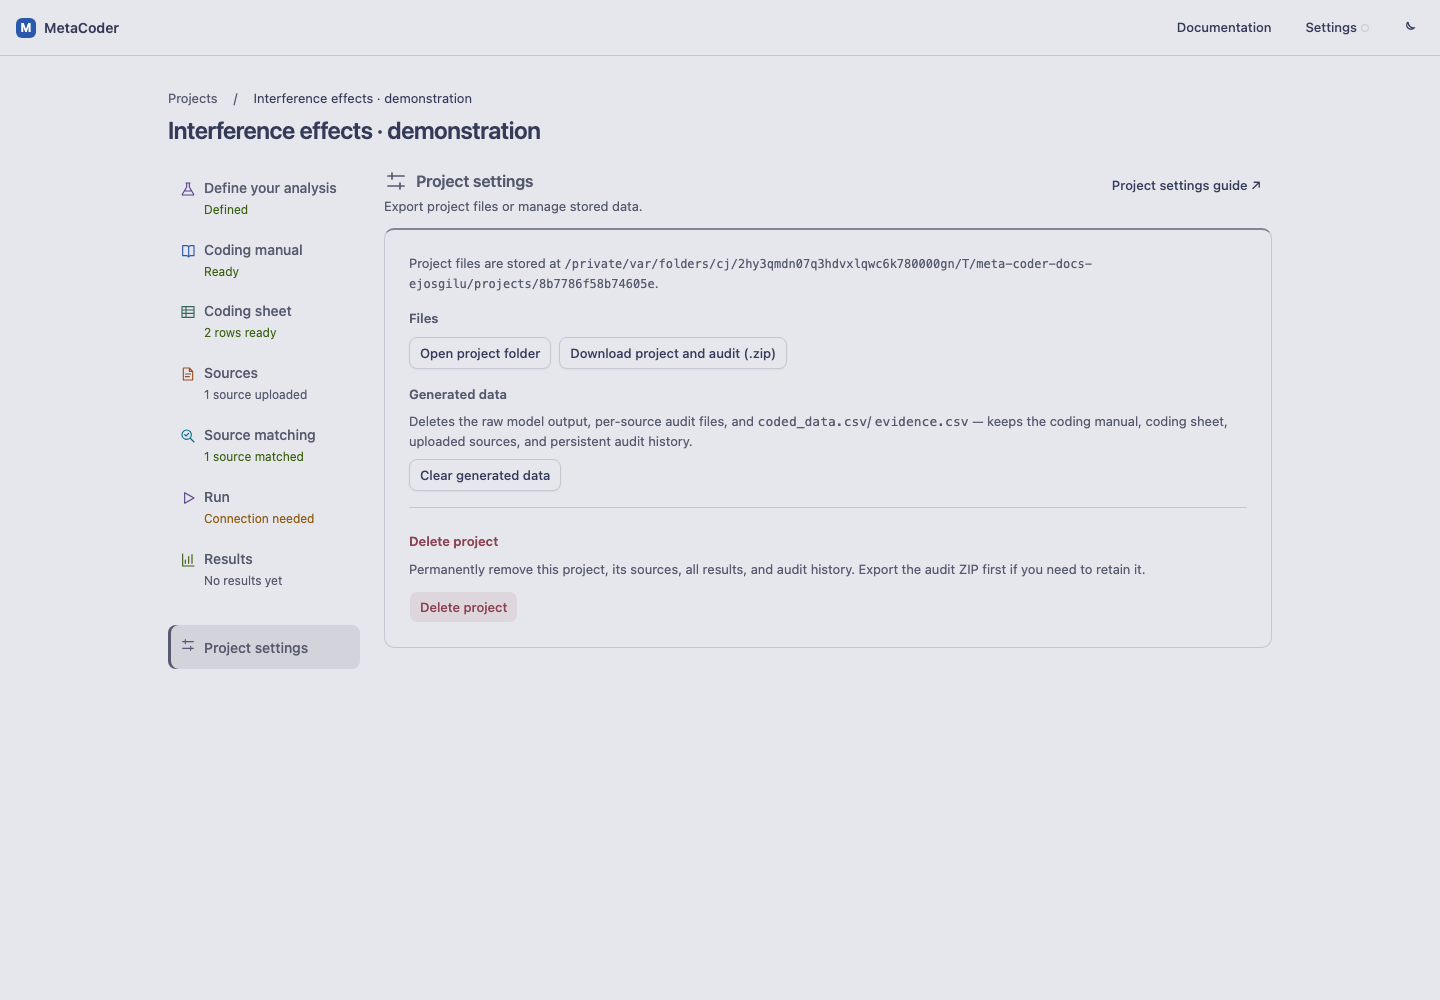 M MetaCoder
Documentation
Settings
Projects / Interference effects · demonstration
Interference effects · demonstration
Define your analysis
Defined
Coding manual
Ready
Coding sheet
2 rows ready
Sources
1 source uploaded
Source matching
1 source matched
Run
Connection needed
Results
No results yet
Project settings
Project settings
Project settings guide ↗
Export project files or manage stored data.
Project files are stored at /private/var/folders/cj/2hy3qmdn07q3hdvxlqwc6k780000gn/T/meta-coder-docs-
ejosgilu/projects/8b7786f58b74605e.
Files
Open project folder
Download project and audit (.zip)
Generated data
Deletes the raw model output, per-source audit files, and coded_data.csv/ evidence.csv — keeps the coding manual, coding sheet,
uploaded sources, and persistent audit history.
Clear generated data
Delete project
Permanently remove this project, its sources, all results, and audit history. Export the audit ZIP first if you need to retain it.
Delete project